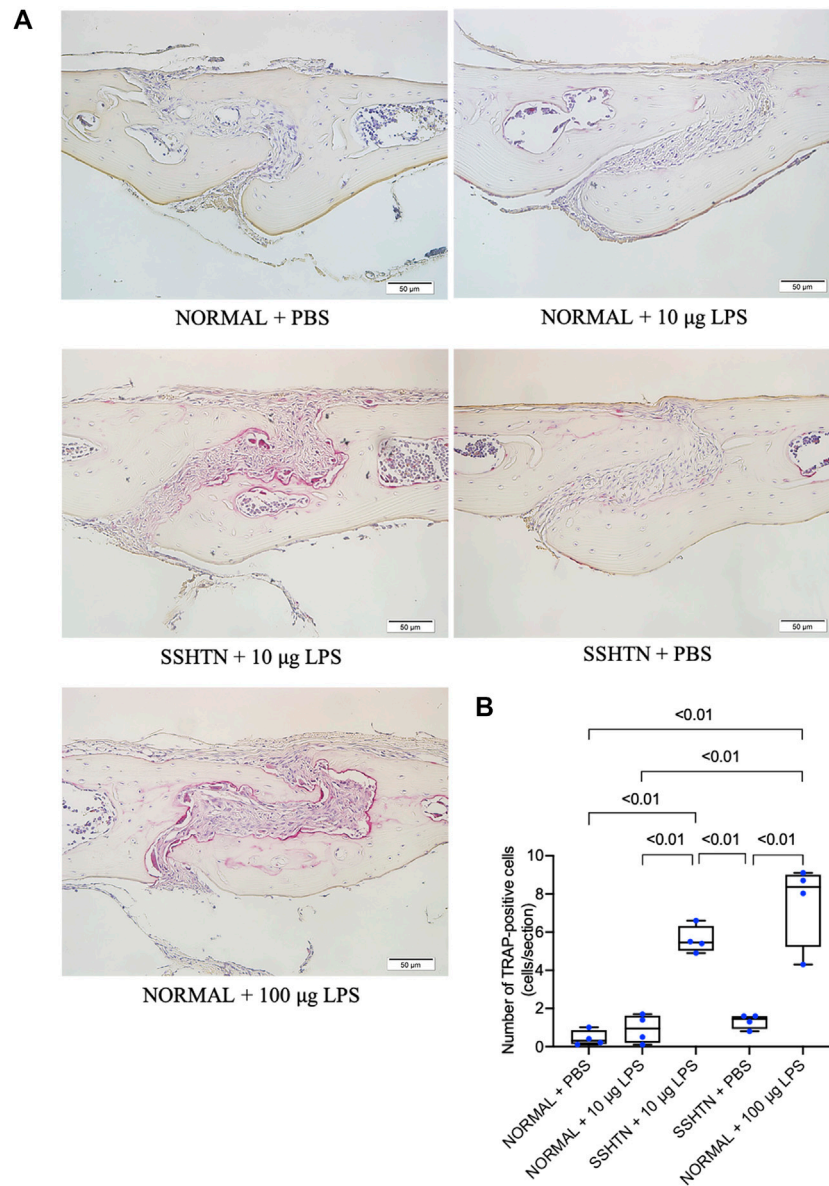 A
50 µm
50 µm
NORMAL + PBS
NORMAL + 10 µg LPS
50 µm
50 µm
SSHTN + 10 µg LPS
SSHTN + PBS
50 µm
NORMAL + 100 µg LPS
B
<0.01
<0.01
<0.01
<0.01 <0.01 <0.01
Number of TRAP-positive cells
(cells/section)
10
8
6
4
2
0
NORMAL + PBS
NORMAL + 10 µg LPS
SSHTN + 10 µg LPS
SSHTN + PBS
NORMAL + 100 µg LPS